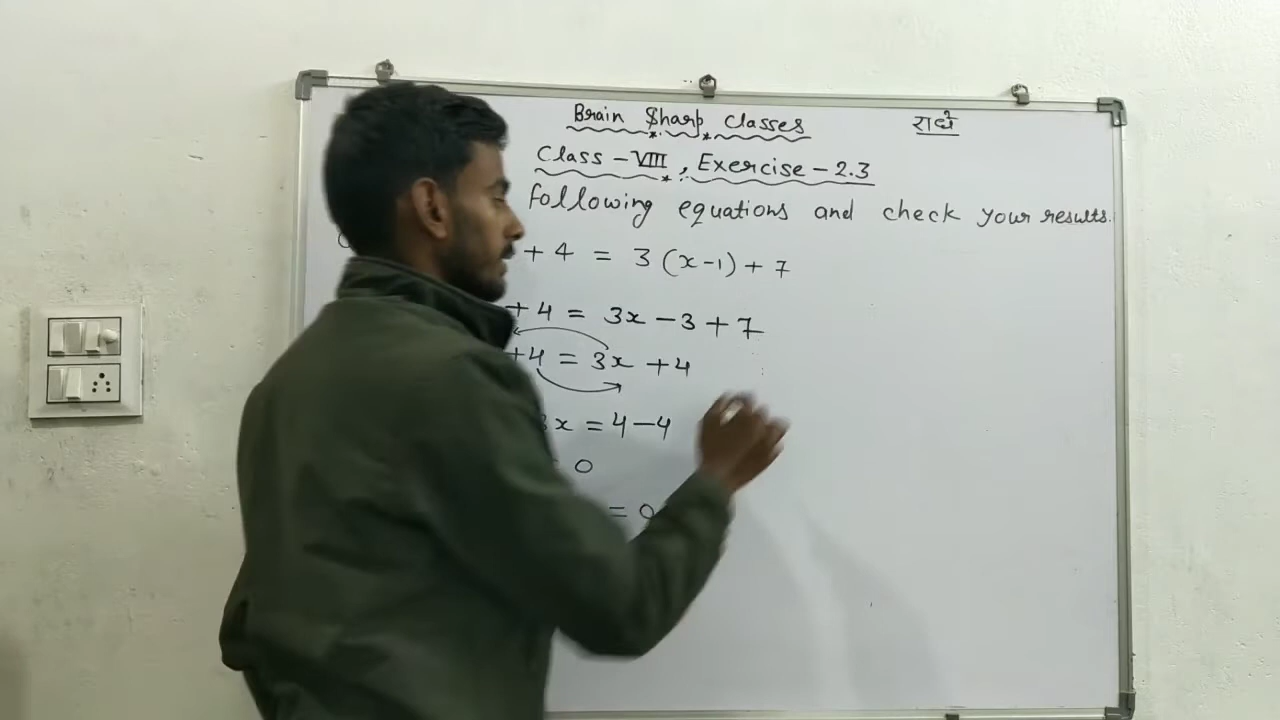 Brain Sharp Classes
राधे
Class-VIII, Exercise-2.3
following equations and check your results.
+ 4 = 3(x-1) + 7
+ 4 = 3x - 3 + 7
+4 = 3x + 4
3x = 4-4
= 0
= 0